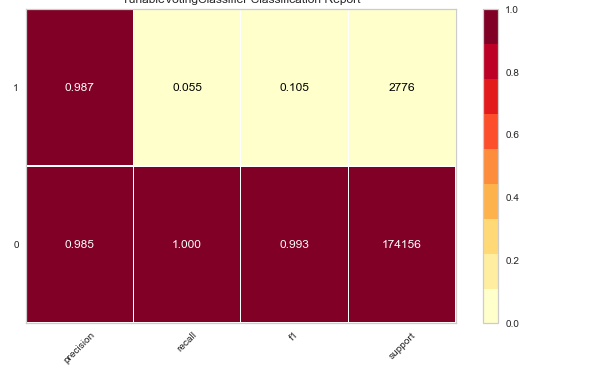 TunableVotingClassifier Classification Report
1.0
1 0.987 0.055 0.105 2776
0.8
0.6
0.4
0 0.985 1.000 0.993 174156
0.2
0.0
precision recall f1 support